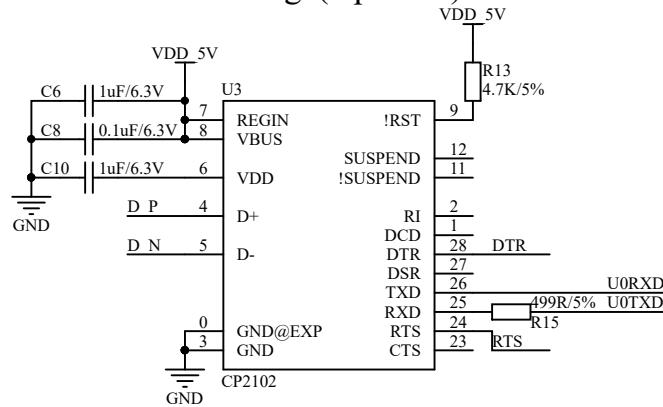 VDD_5V
VDD_5V
C6 1uF/6.3V
C8 0.1uF/6.3V
C10 1uF/6.3V
GND
U3
R13
4.7K/5%
7 REGIN
8 VBUS
6 VDD
D_P 4 D+
D_N 5 D-
0 GND@EXP
3 GND
GND
CP2102
!RST 9
SUSPEND 12
!SUSPEND 11
RI 2
DCD 1
DTR 28 DTR
DSR 27
TXD 26 U0RXD
RXD 25 499R/5% U0TXD
R15
RTS 24 RTS
CTS 23